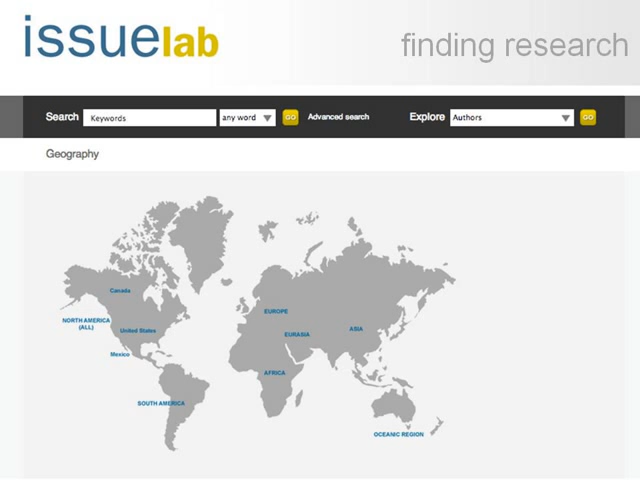 issuelab
finding research
Search Keywords any word GO Advanced search Explore Authors GO
Geography
Canada
NORTH AMERICA
(ALL)
United States
Mexico
SOUTH AMERICA
EUROPE
EURASIA
ASIA
AFRICA
OCEANIC REGION